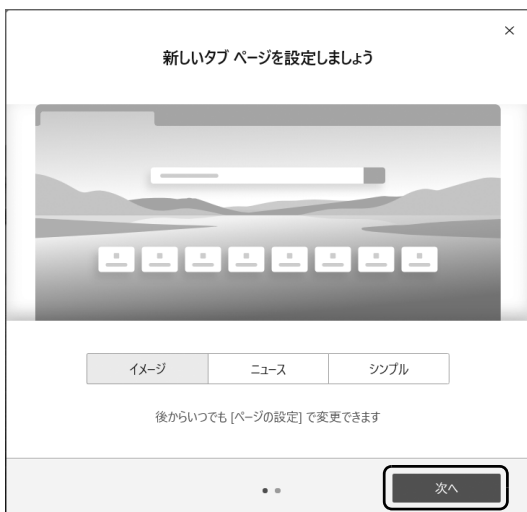 新しいタブ ページを設定しましょう
イメージ
ニュース
シンプル
後からいつでも [ページの設定] で変更できます
次へ